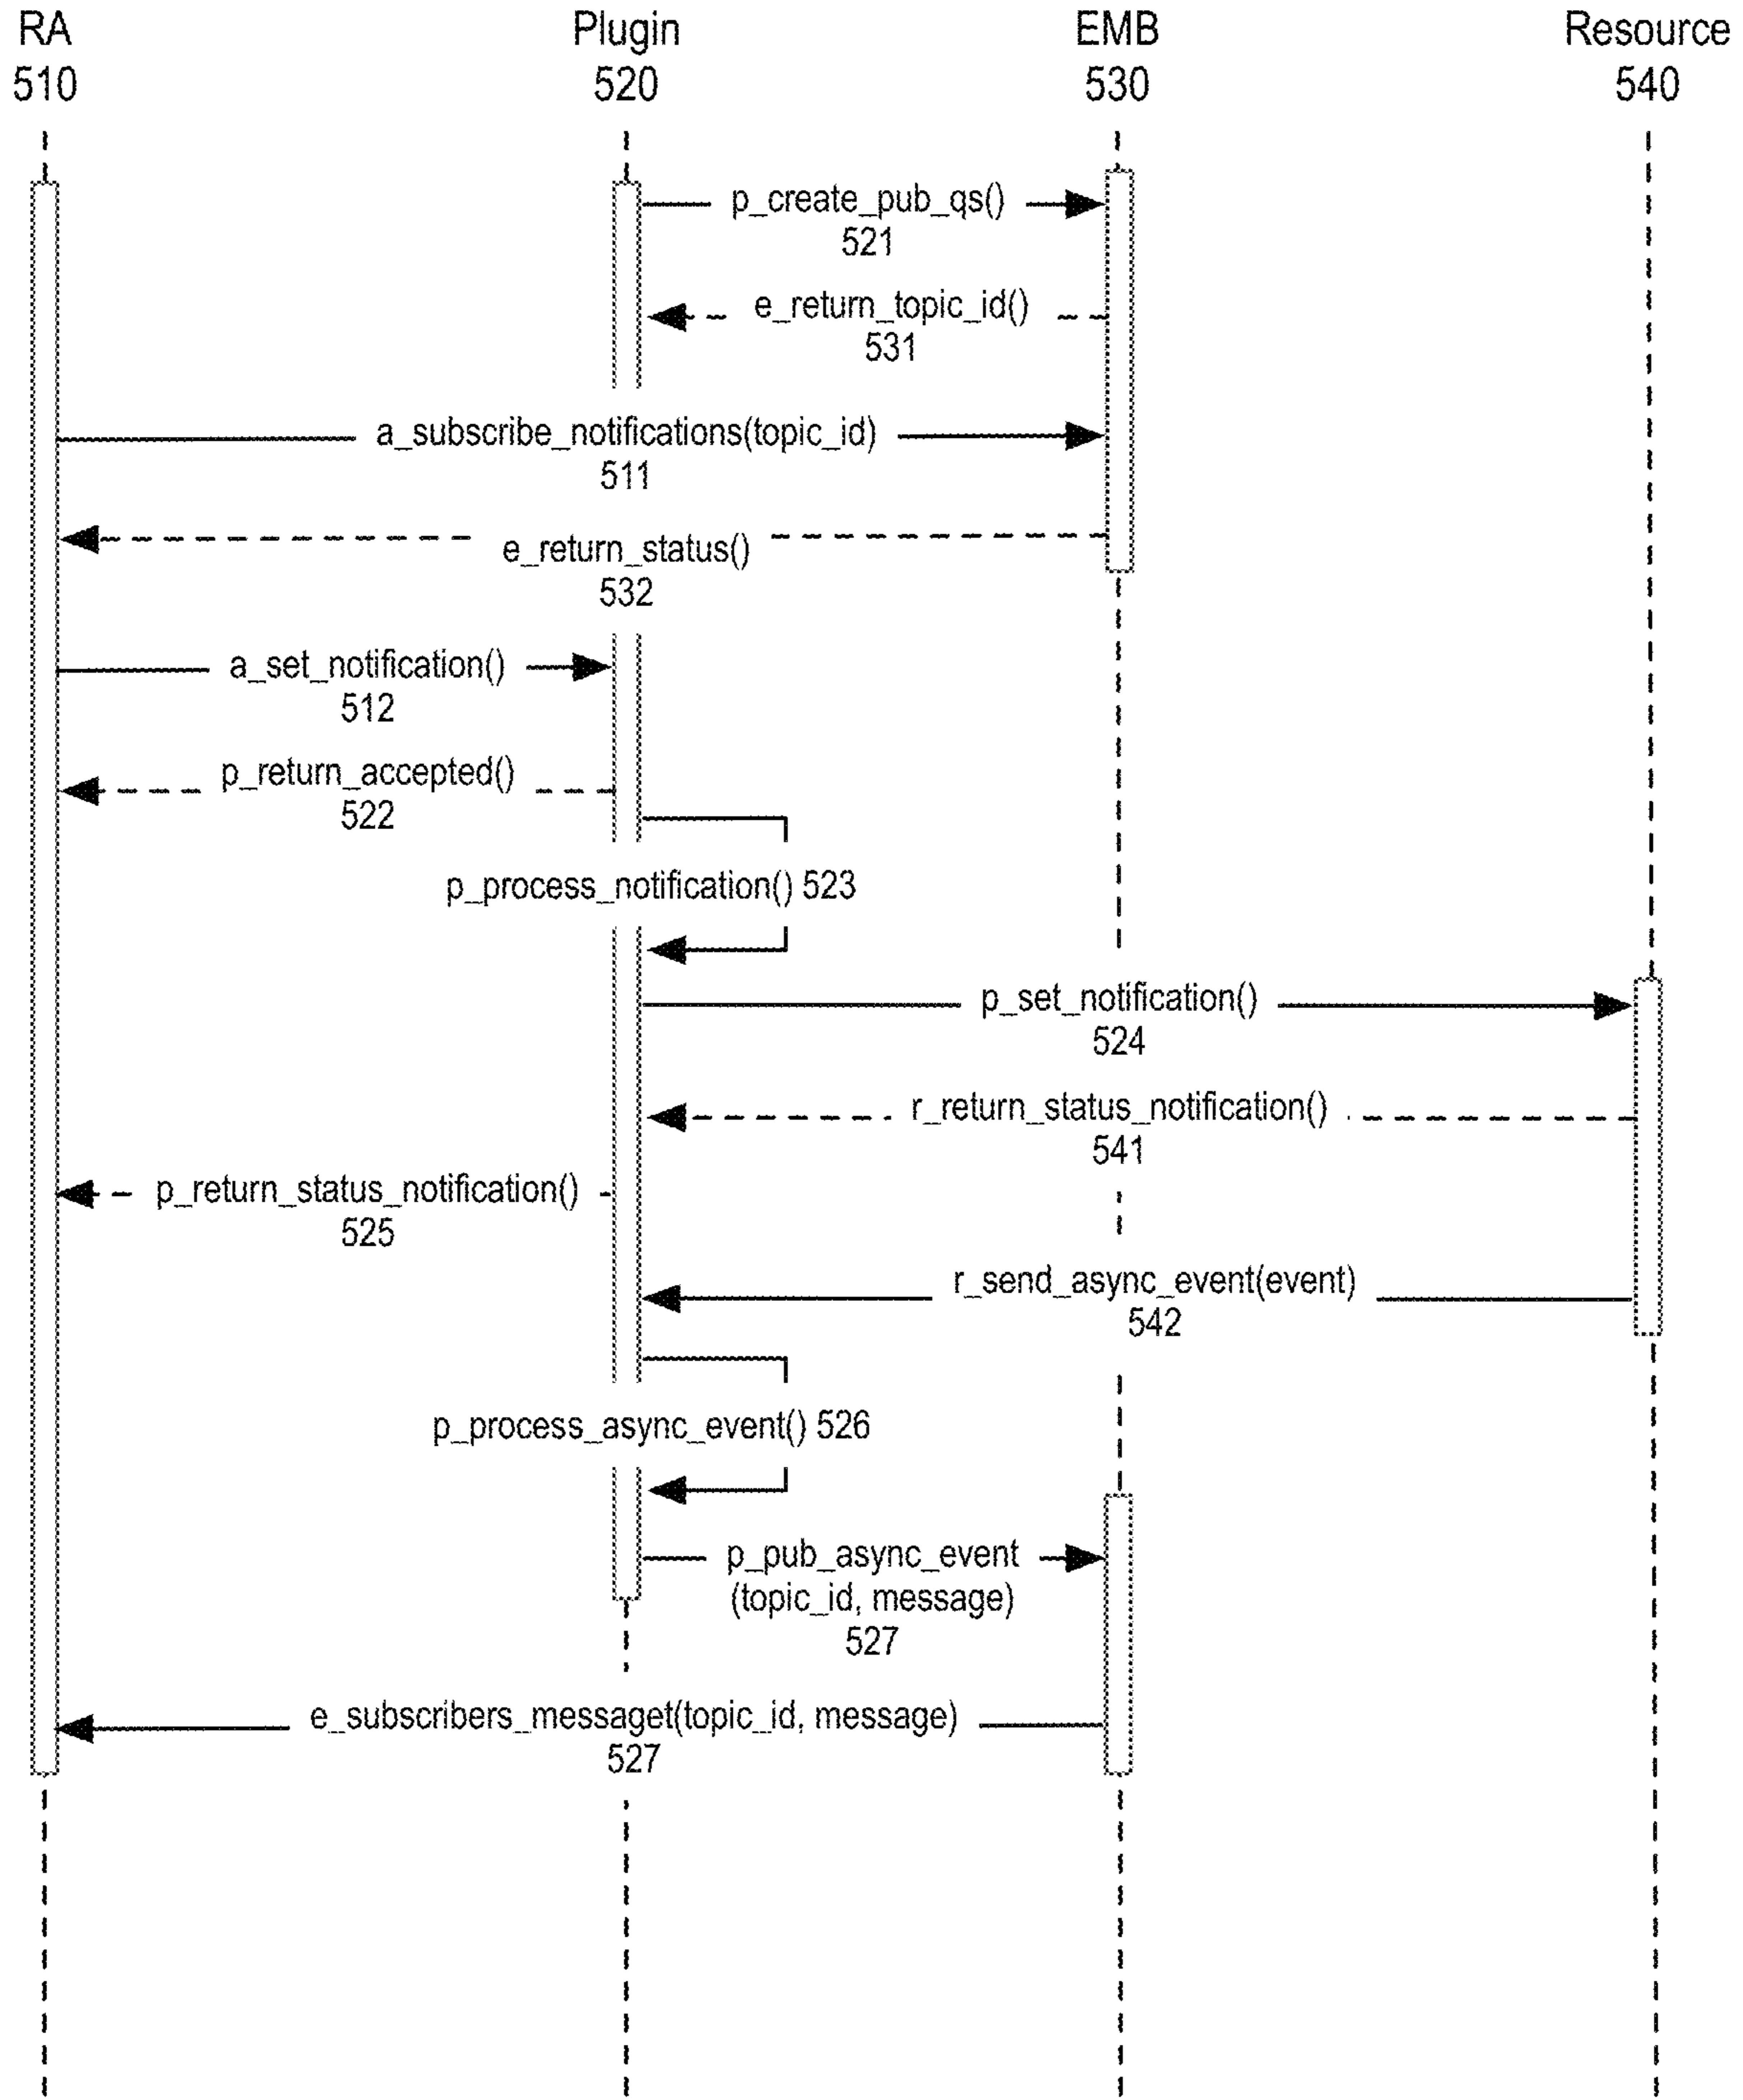 RA
510
Plugin
520
EMB
530
Resource
540
p_create_pub_qs()
521
e_return_topic_id()
531
a_subscribe_notifications(topic_id)
511
e_return_status()
532
a_set_notification()
512
p_return_accepted()
522
p_process_notification() 523
p_set_notification()
524
r_return_status_notification()
541
p_return_status_notification()
525
r_send_async_event(event)
542
p_process_async_event() 526
p_pub_async_event
(topic_id, message)
527
e_subscribers_messaget(topic_id, message)
527